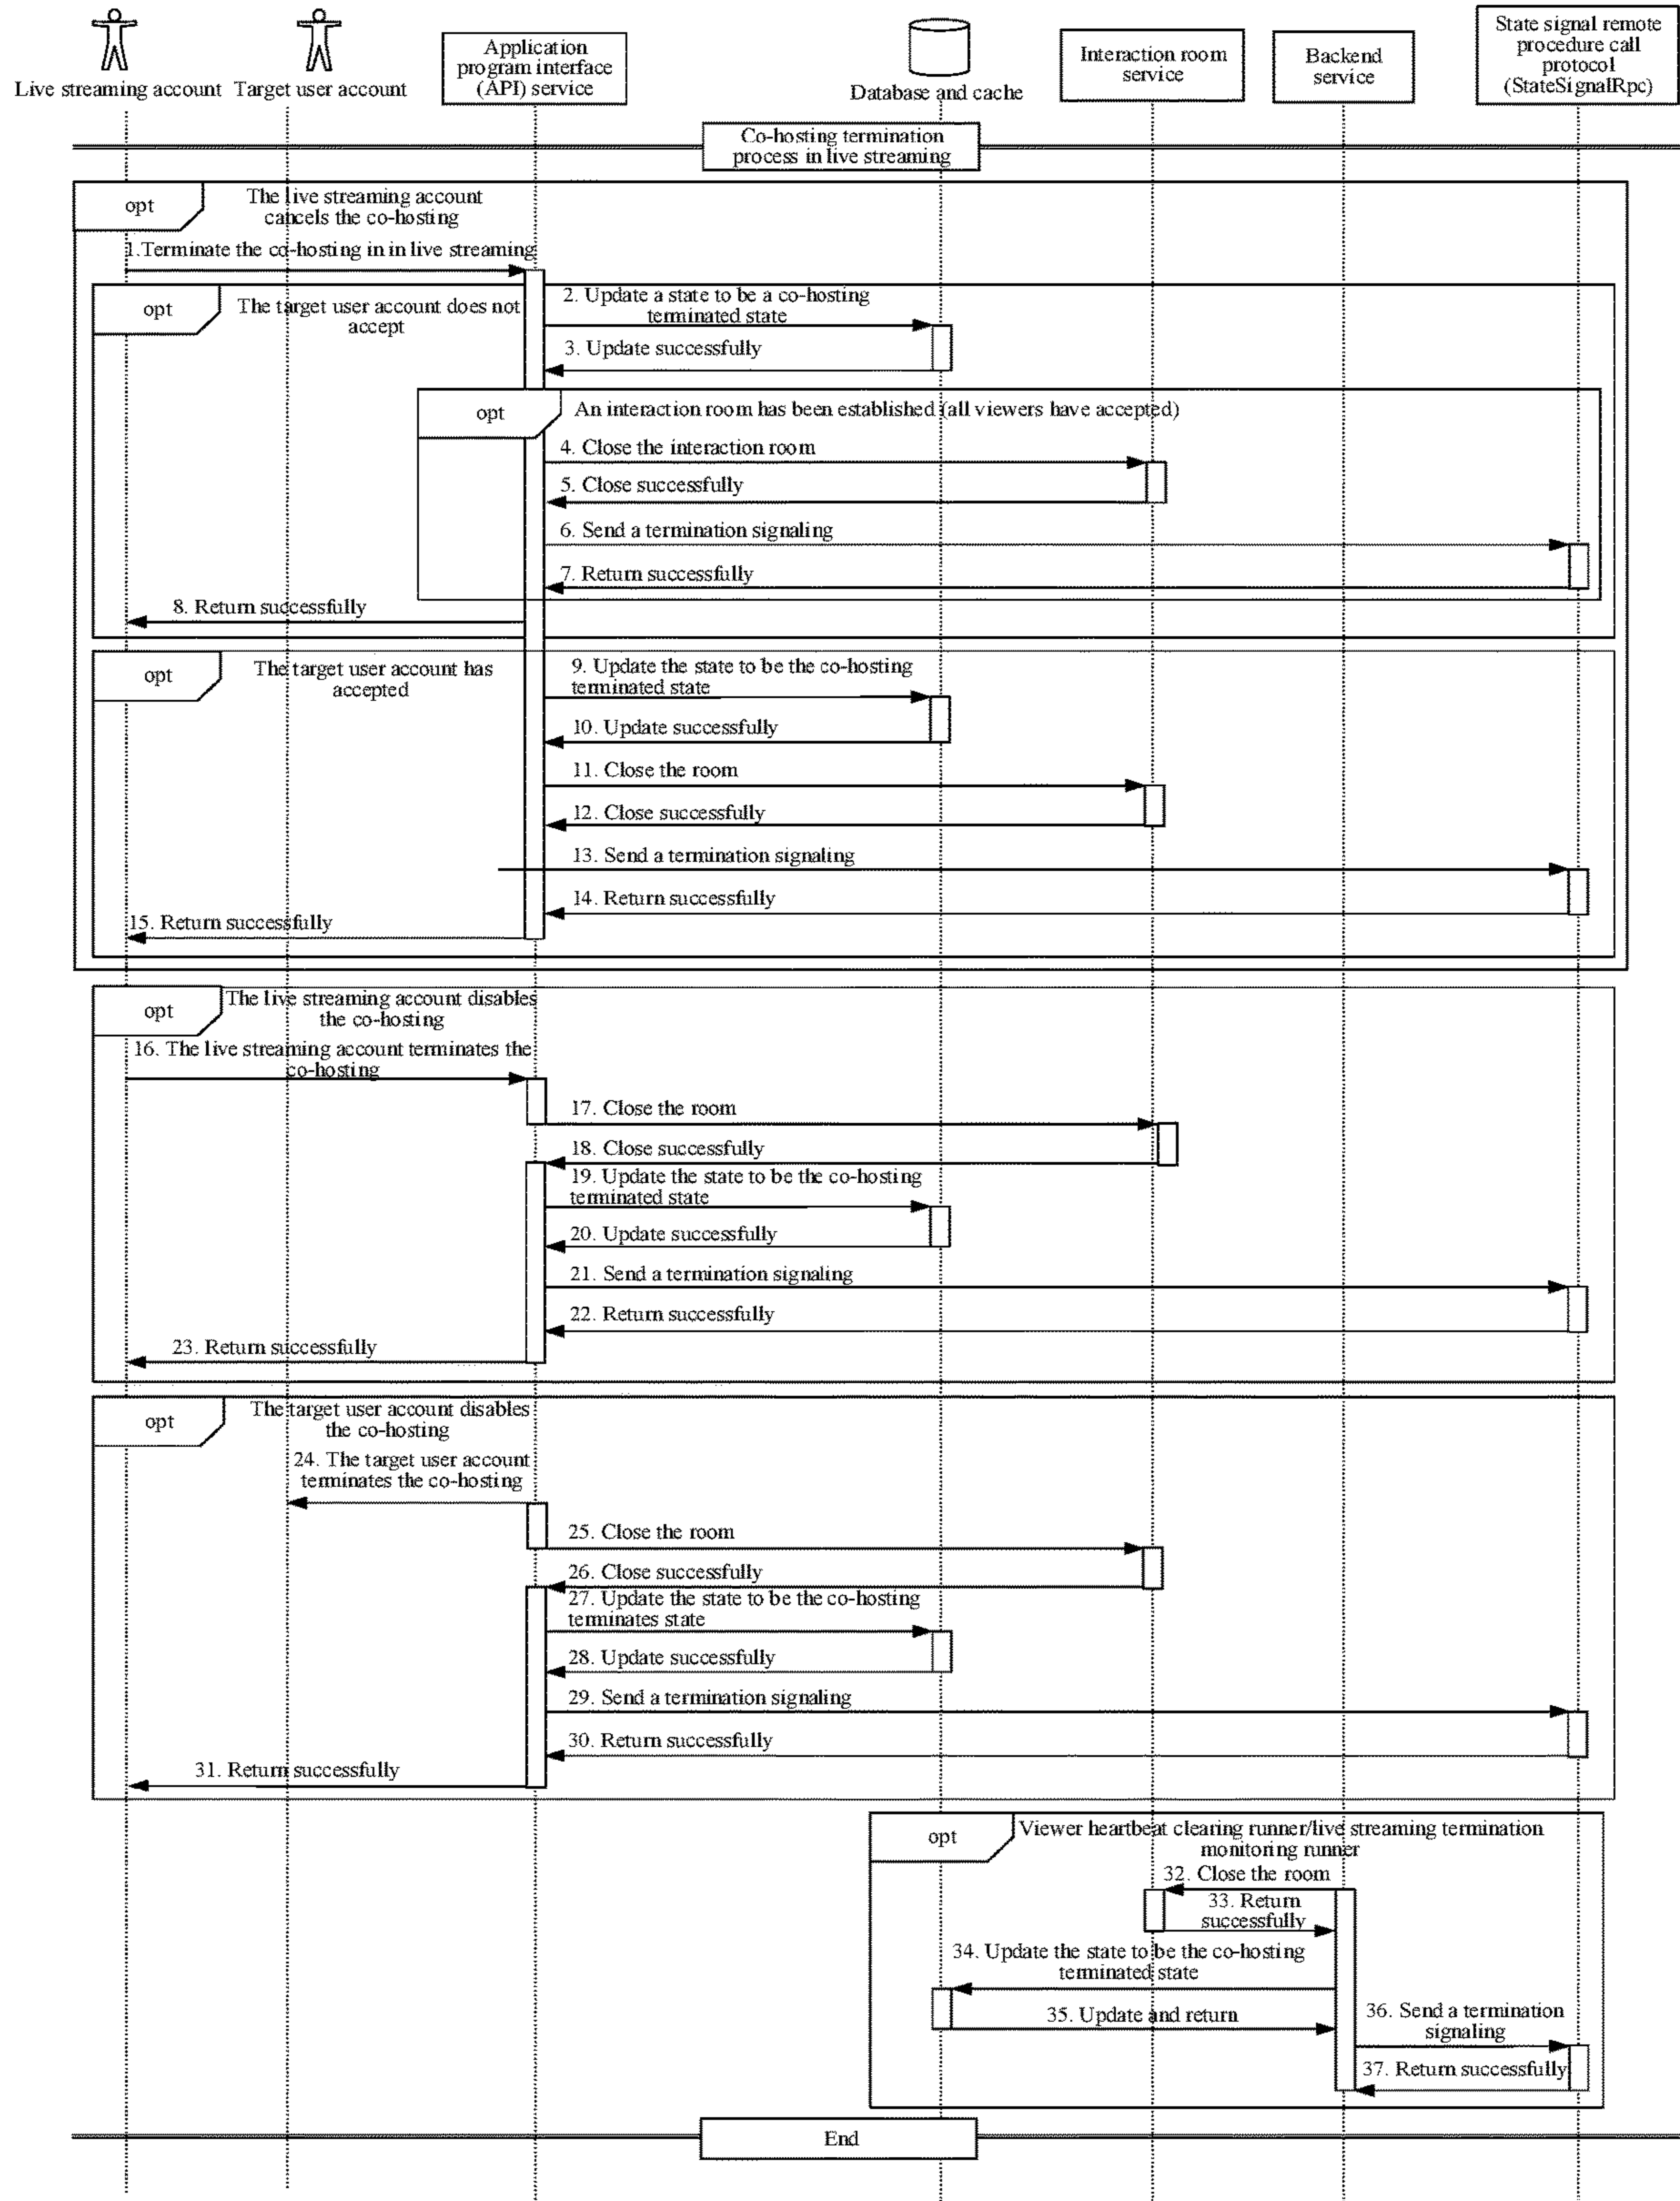 Live streaming account
Target user account
Application
program interface
(API) service
Database and cache
Interaction room
service
Backend
service
State signal remote
procedure call
protocol
(StateSignalRpc)
Co-hosting termination
process in live streaming
opt
The live streaming account
cancels the co-hosting
1.Terminate the co-hosting in in live streaming
opt
The target user account does not
accept
2. Update a state to be a co-hosting
terminated state
3. Update successfully
opt
An interaction room has been established (all viewers have accepted)
4. Close the interaction room
5. Close successfully
6. Send a termination signaling
7. Return successfully
8. Return successfully
opt
The target user account has
accepted
9. Update the state to be the co-hosting
terminated state
10. Update successfully
11. Close the room
12. Close successfully
13. Send a termination signaling
14. Return successfully
15. Return successfully
opt
The live streaming account disables
the co-hosting
16. The live streaming account terminates the
co-hosting
17. Close the room
18. Close successfully
19. Update the state to be the co-hosting
terminated state
20. Update successfully
21. Send a termination signaling
22. Return successfully
23. Return successfully
opt
The target user account disables
the co-hosting
24. The target user account
terminates the co-hosting
25. Close the room
26. Close successfully
27. Update the state to be the co-hosting
terminates state
28. Update successfully
29. Send a termination signaling
30. Return successfully
31. Return successfully
opt
Viewer heartbeat clearing runner/live streaming termination
monitoring runner
32. Close the room
33. Return
successfully
34. Update the state to be the co-hosting
terminated state
35. Update and return
36. Send a termination
signaling
37. Return successfully
End